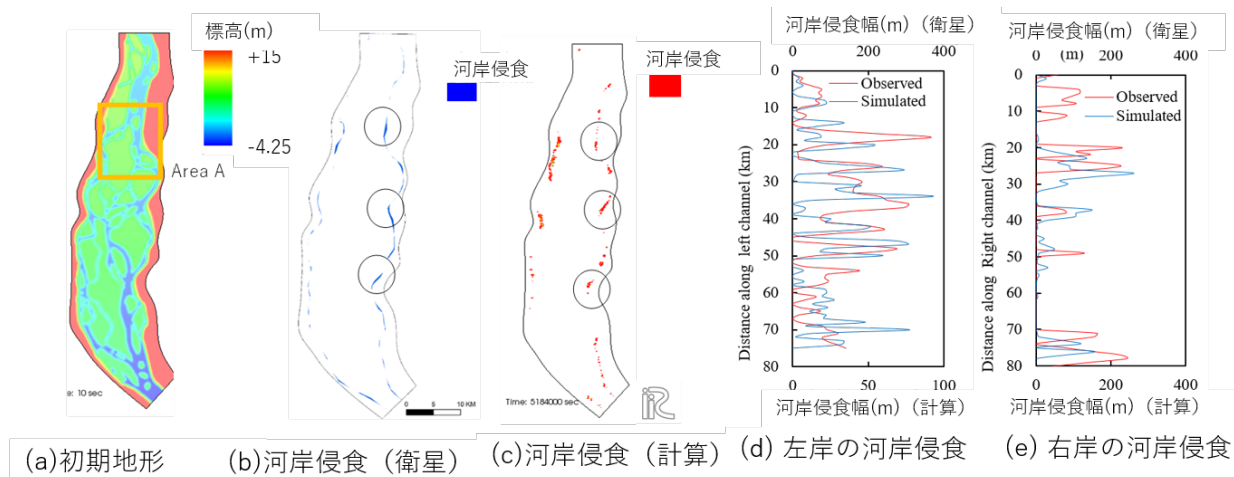 標高(m)
+15
-4.25
Area A
e: 10 sec
(a)初期地形
河岸侵食
0 5 10 KM
(b)河岸侵食（衛星）
河岸侵食
Time: 5184000 sec
iRIC
(c)河岸侵食（計算）
河岸侵食幅(m)（衛星）
0 200 400
Observed
Simulated
Distance along left channel (km)
0
10
20
30
40
50
60
70
80
0 50 100
河岸侵食幅(m)（計算）
(d) 左岸の河岸侵食
河岸侵食幅(m)（衛星）
0 (m) 200 400
Observed
Simulated
Distance along Right channel (km)
0
10
20
30
40
50
60
70
80
0 200 400
河岸侵食幅(m)（計算）
(e) 右岸の河岸侵食